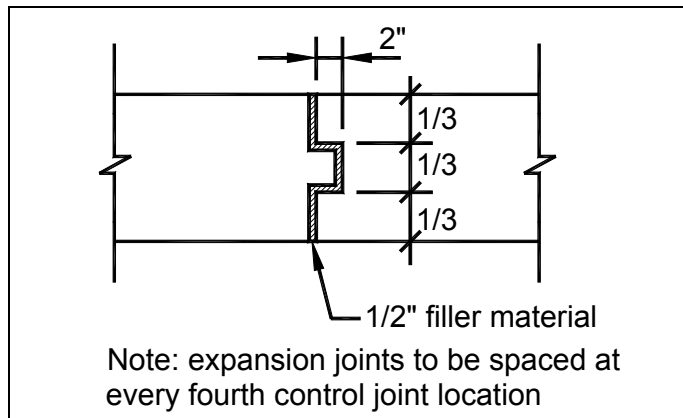 2"
1/3
1/3
1/3
1/2" filler material
Note: expansion joints to be spaced at
every fourth control joint location